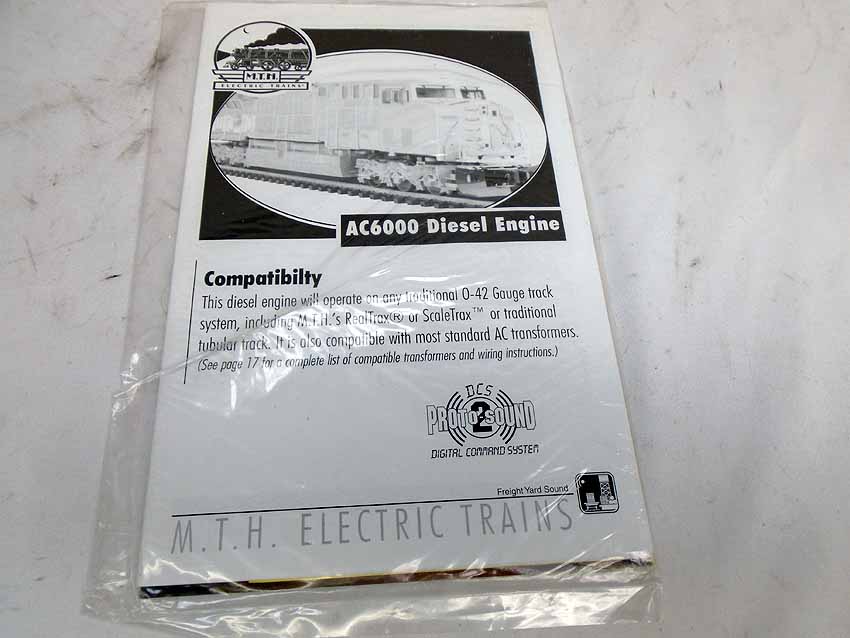 M.T.H.
ELECTRIC TRAINS
AC6000 Diesel Engine
Compatibilty
This diesel engine will operate on any traditional O-42 Gauge track
system, including M.T.H.'s RealTrax(R) or ScaleTrax™ or traditional
tubular track. It is also compatible with most standard AC transformers.
(See page 17 for a complete list of compatible transformers and wiring instructions.)
DCS
PROTO SOUND 2
DIGITAL COMMAND SYSTEM
Freight Yard Sound
M.T.H. ELECTRIC TRAINS